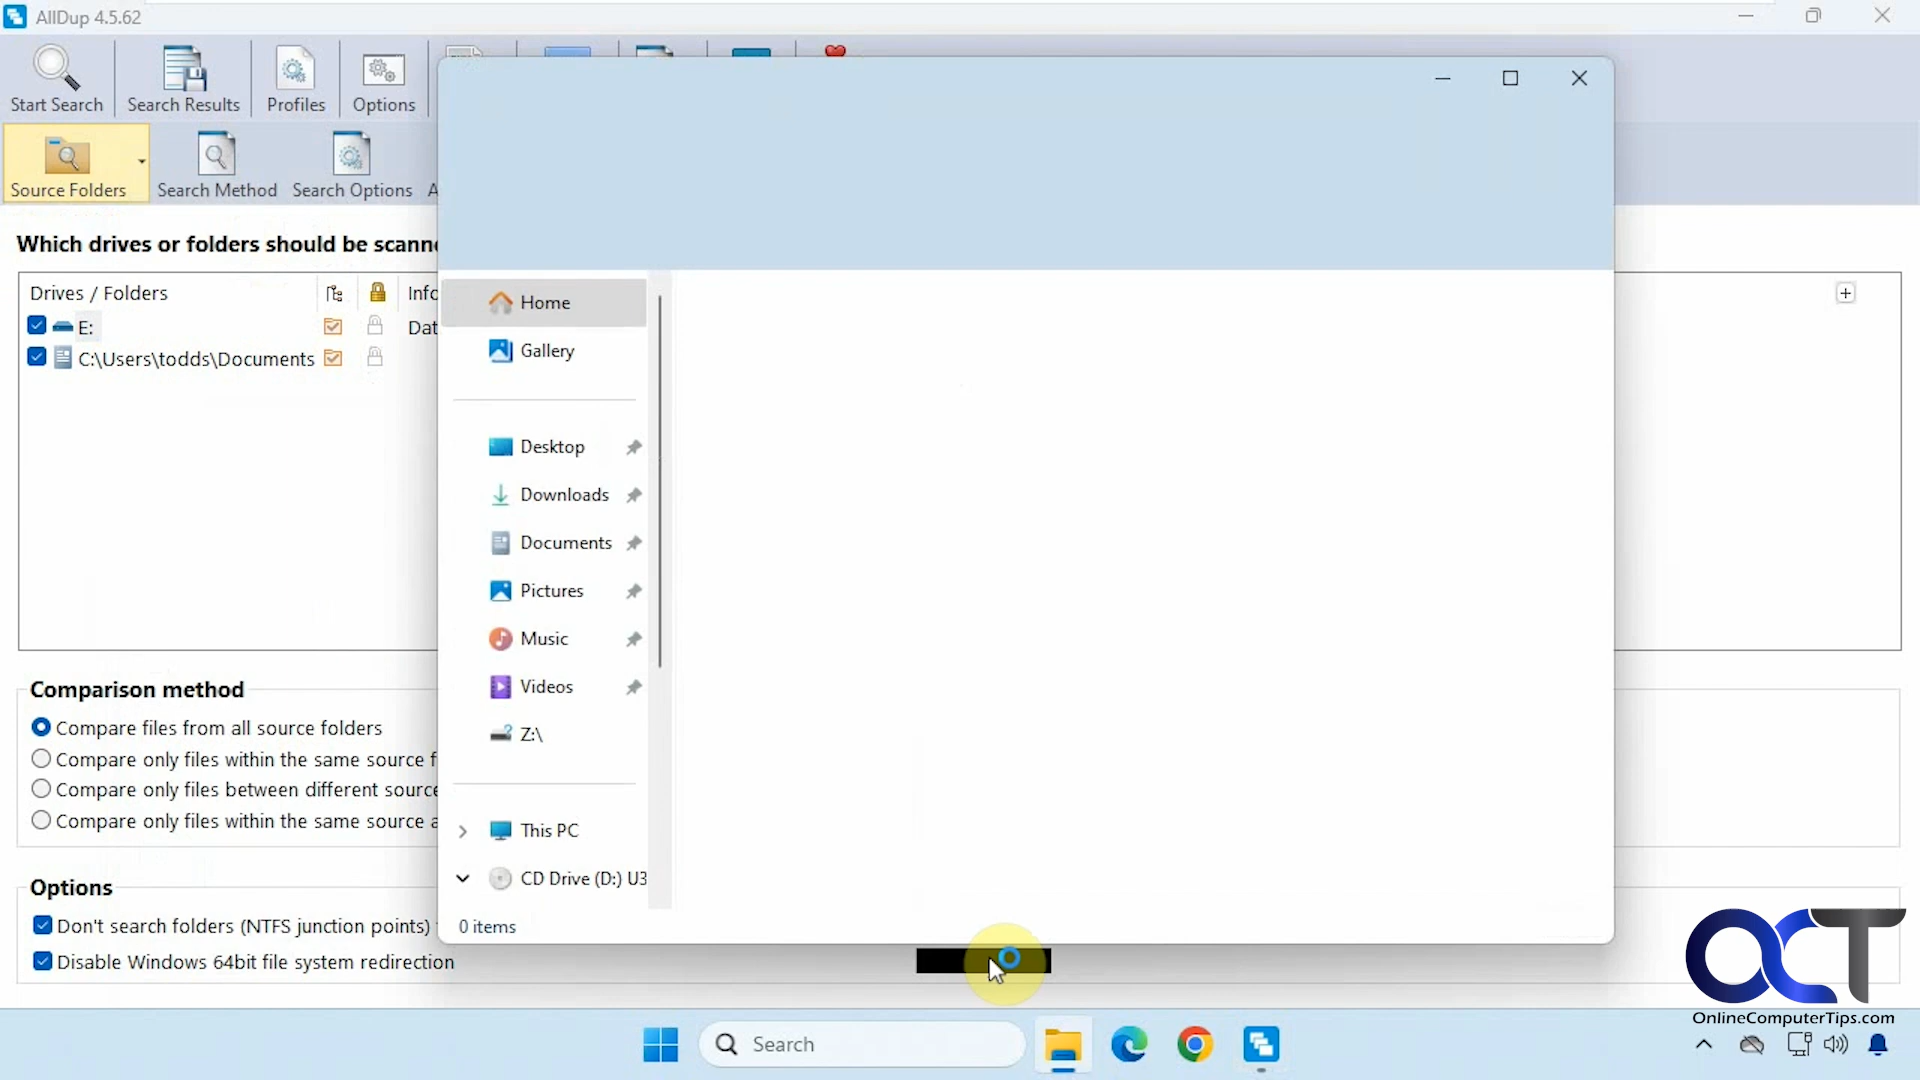 AllDup 4.5.62
Start Search
Search Results
Profiles
Options
Source Folders
Search Method
Search Options
A
Which drives or folders should be scanne
Drives / Folders
Info
E:
Dat
C:\Users\todds\Documents
Comparison method
Compare files from all source folders
Compare only files within the same source f
Compare only files between different source
Compare only files within the same source a
Options
Don't search folders (NTFS junction points)
Disable Windows 64bit file system redirection
Home
Gallery
Desktop
Downloads
Documents
Pictures
Music
Videos
Z:\
This PC
CD Drive (D:) U3
0 items
Search
OCT
OnlineComputerTips.com